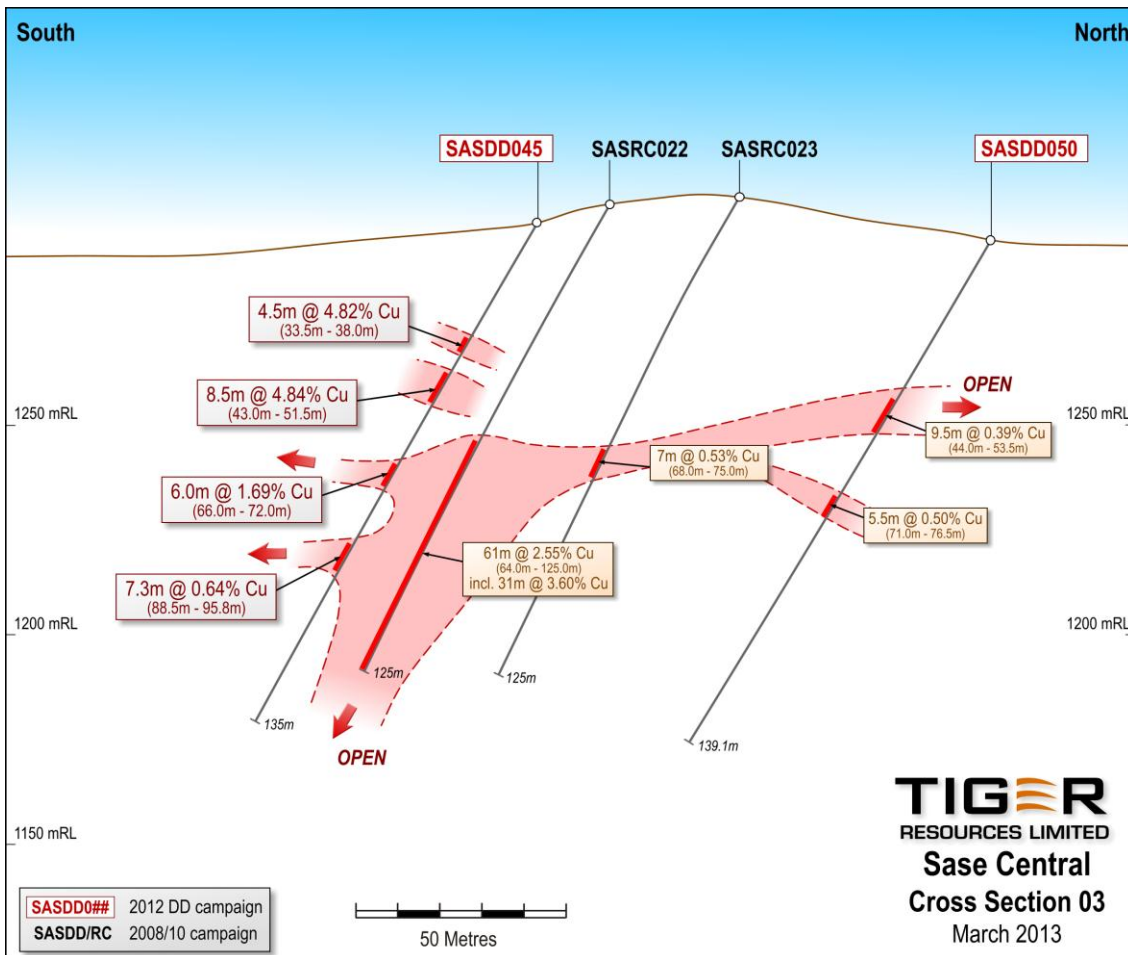 South
North
SASDD045
SASRC022
SASRC023
SASDD050
4.5m @ 4.82% Cu
(33.5m - 38.0m)
8.5m @ 4.84% Cu
(43.0m - 51.5m)
OPEN
1250 mRL
1250 mRL
9.5m @ 0.39% Cu
(44.0m - 53.5m)
7m @ 0.53% Cu
(68.0m - 75.0m)
6.0m @ 1.69% Cu
(66.0m - 72.0m)
5.5m @ 0.50% Cu
(71.0m - 76.5m)
61m @ 2.55% Cu
(64.0m - 125.0m)
incl. 31m @ 3.60% Cu
7.3m @ 0.64% Cu
(88.5m - 95.8m)
1200 mRL
1200 mRL
125m
125m
135m
139.1m
OPEN
TIGER
RESOURCES LIMITED
1150 mRL
Sase Central
Cross Section 03
March 2013
SASDD0## 2012 DD campaign
SASDD/RC 2008/10 campaign
50 Metres